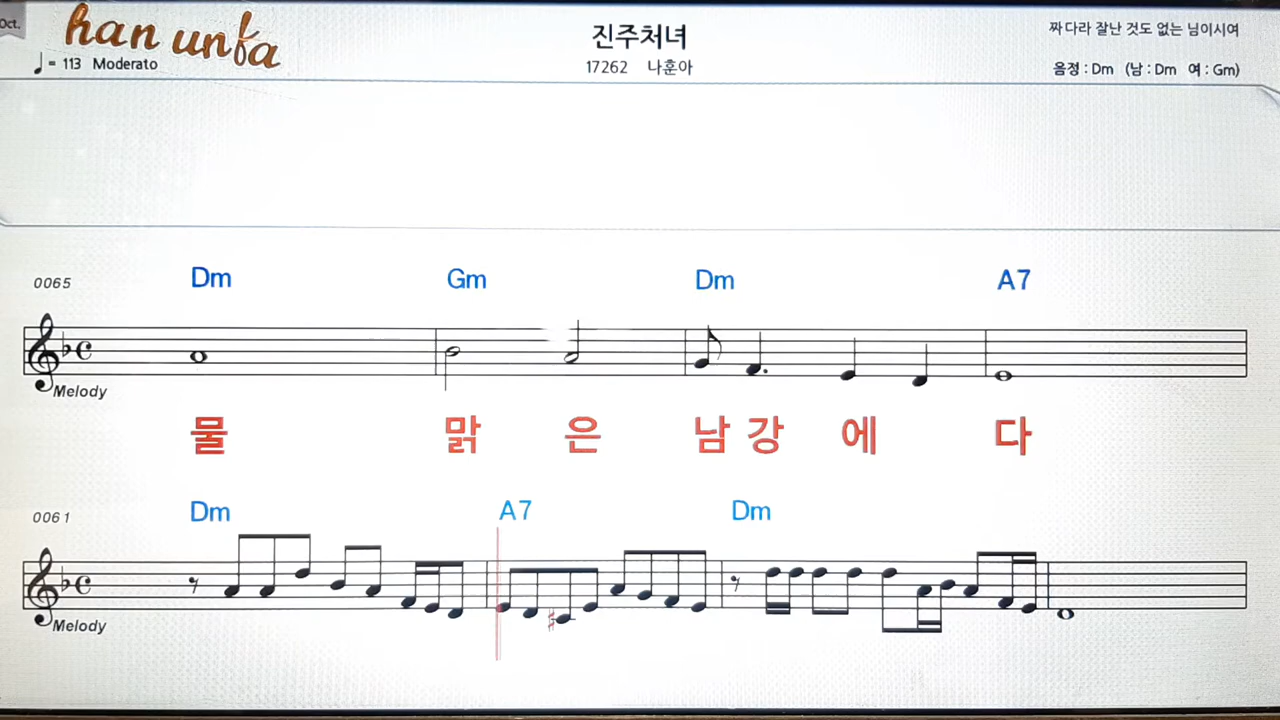 Oct.
han unfa
♩ = 113 Moderato
진주처녀
17262 나훈아
짜다라 잘난 것도 없는 님이시여
음정 : Dm (남 : Dm 여 : Gm)
0065
Dm Gm Dm A7
Melody
물 맑 은 남 강 에 다
0061
Dm A7 Dm
Melody